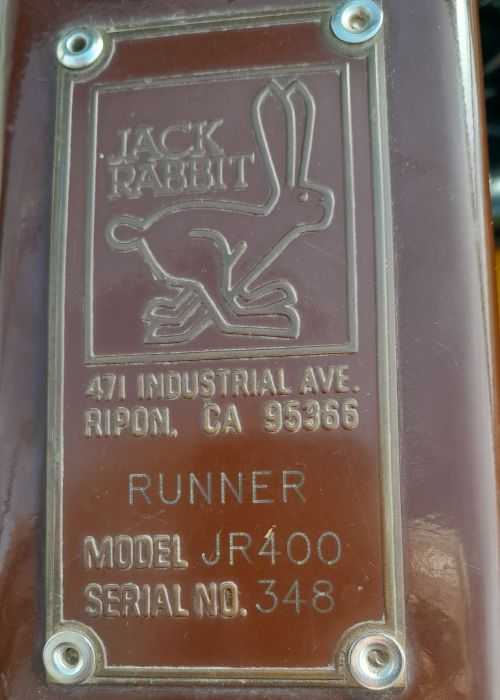 JACK
RABBIT
471 INDUSTRIAL AVE.
RIPON, CA 95366
RUNNER
MODEL JR400
SERIAL NO. 348